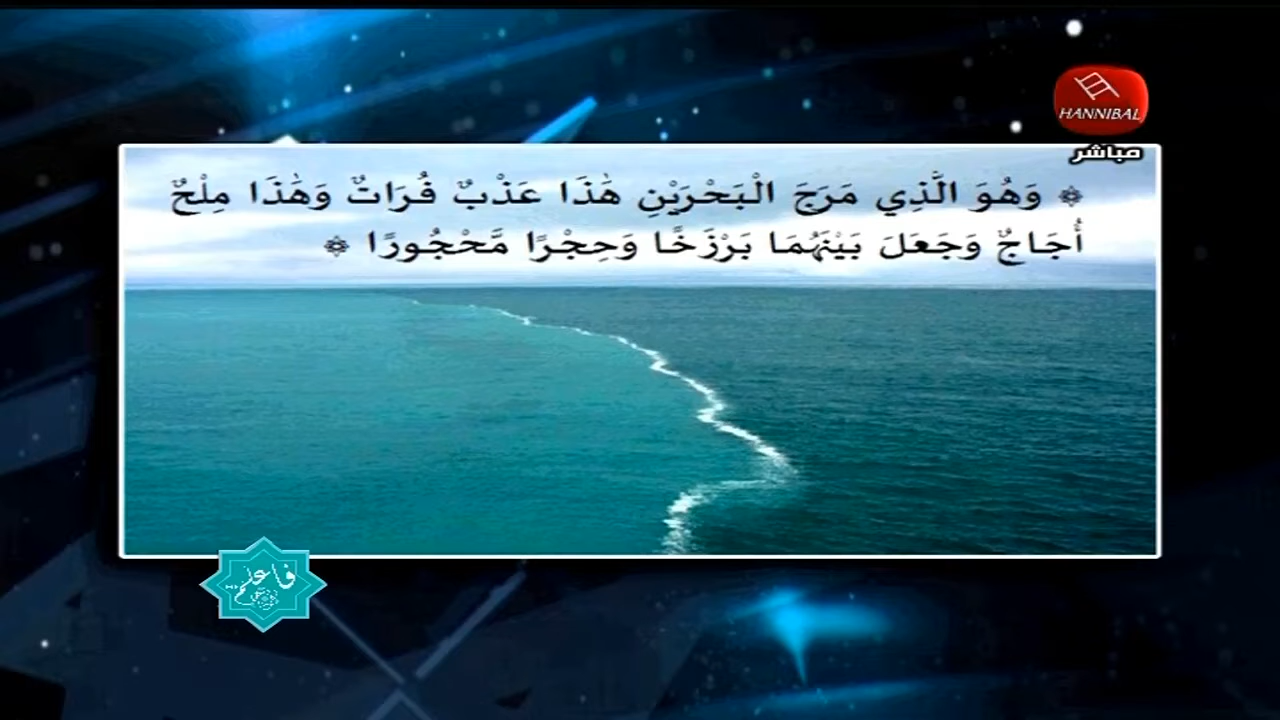 HANNIBAL
مباشر
۞ وَهُوَ الَّذِي مَرَجَ الْبَحْرَيْنِ هَٰذَا عَذْبٌ فُرَاتٌ وَهَٰذَا مِلْحٌ
أُجَاجٌ وَجَعَلَ بَيْنَهُمَا بَرْزَخًا وَحِجْرًا مَّحْجُورًا ۞
فاعلم